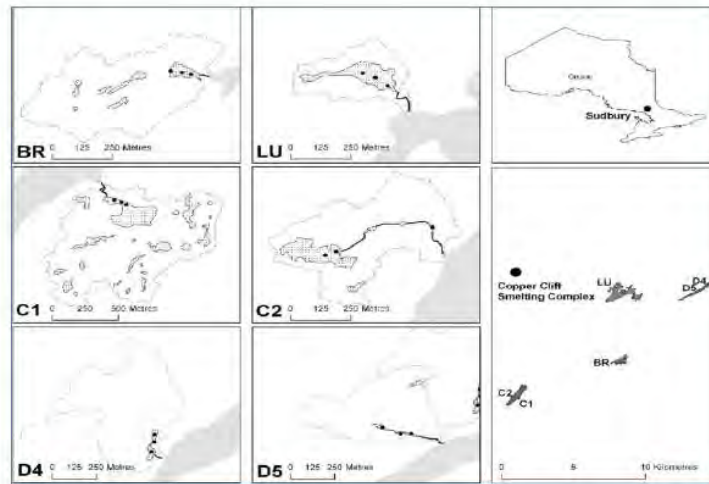 BR
0 125 250 Metres
LU
0 125 250 Metres
Ontario
Sudbury
C1
0 250 500 Metres
C2
0 125 250 Metres
D4
0 125 250 Metres
D5
0 125 250 Metres
Copper Cliff
Smelting Complex
LU
D4
D5
BR
C2
C1
0 5 10 Kilometres